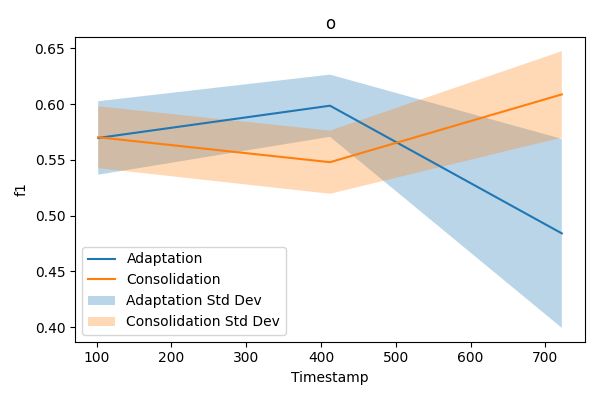 o
f1
0.65
0.60
0.55
0.50
0.45
0.40
Adaptation
Consolidation
Adaptation Std Dev
Consolidation Std Dev
100 200 300 400 500 600 700
Timestamp